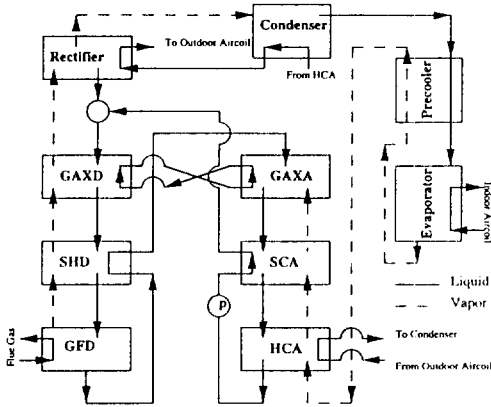 Condenser
To Outdoor Aircoil
Rectifier
From HCA
Precooler
GAXD
GAXA
Evaporator
Indoor
Aircoil
SHD
SCA
Liquid
Vapor
P
Flue Gas
GFD
HCA
To Condenser
From Outdoor Aircoil